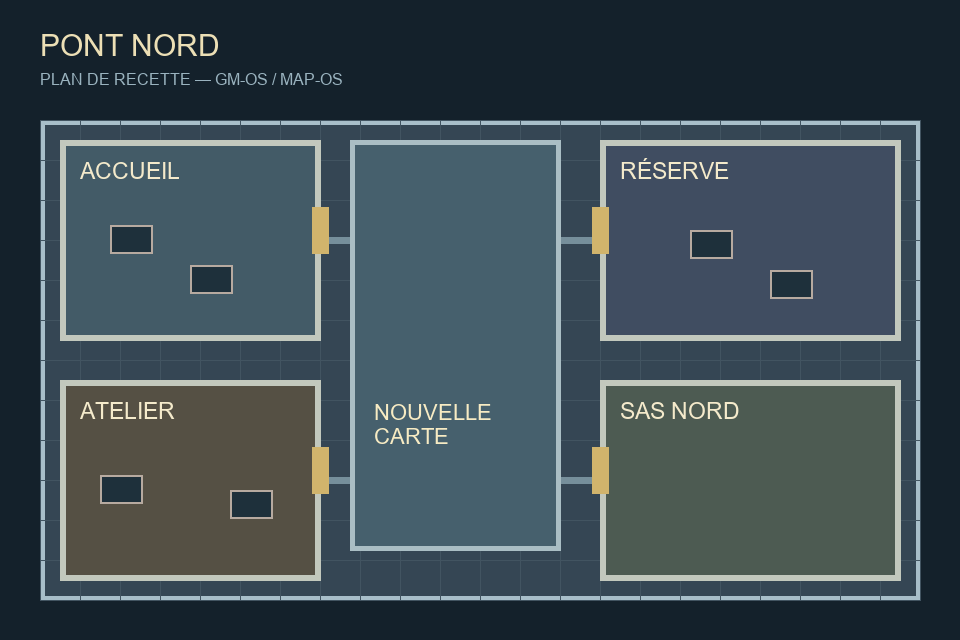 PONT NORD
PLAN DE RECETTE — GM-OS / MAP-OS
ACCUEIL
RÉSERVE
NOUVELLE
CARTE
ATELIER
SAS NORD